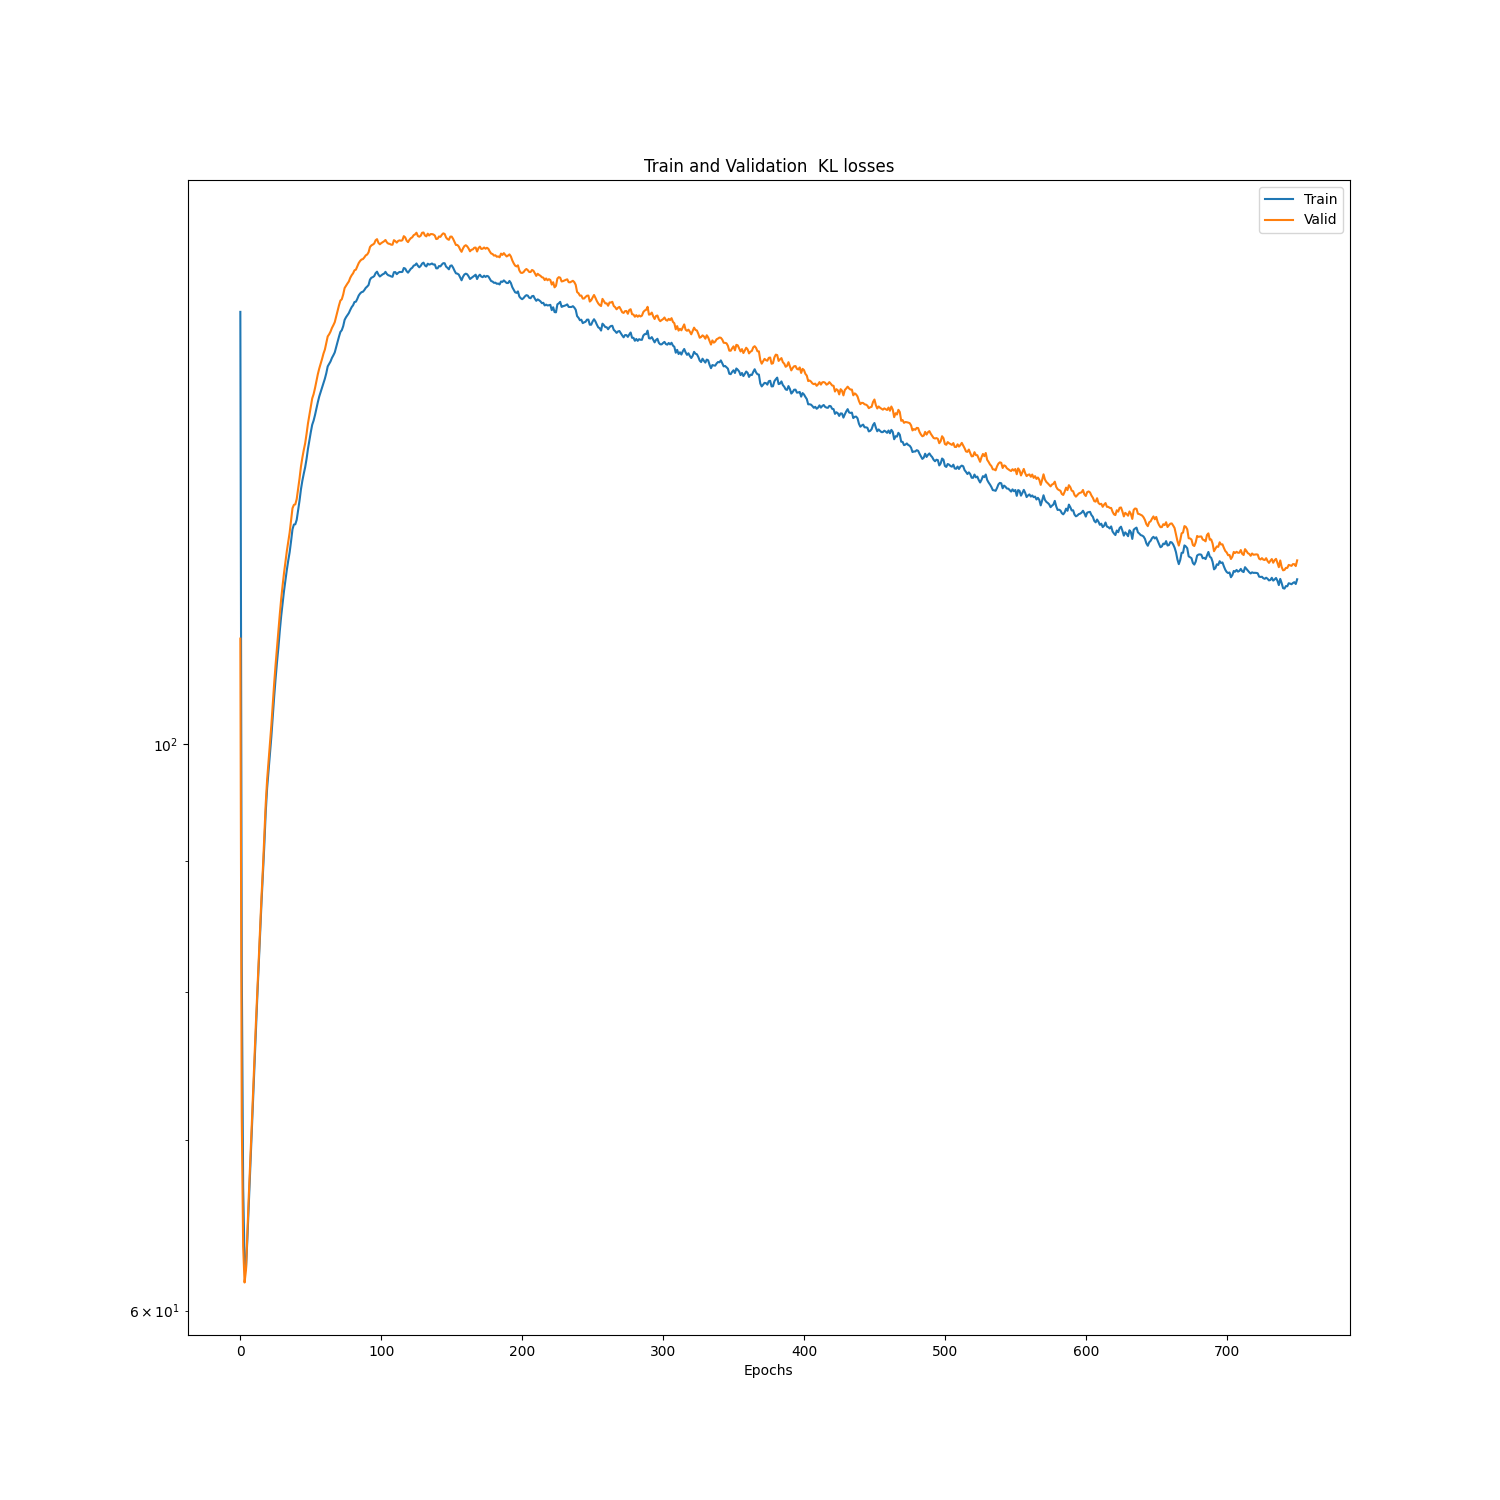 Train and Validation  KL losses
Train
Valid
10²
6 × 10¹
0 100 200 300 400 500 600 700
Epochs